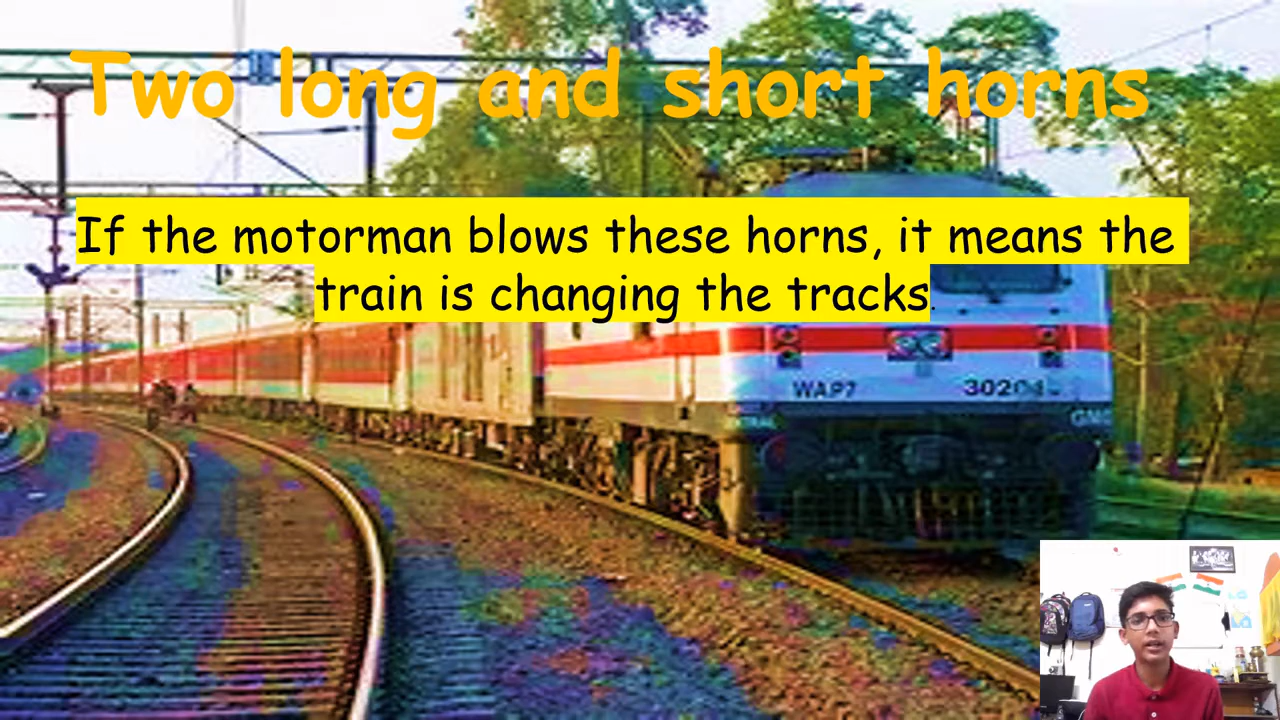 Two long and short horns
If the motorman blows these horns, it means the
train is changing the tracks.
WAP7